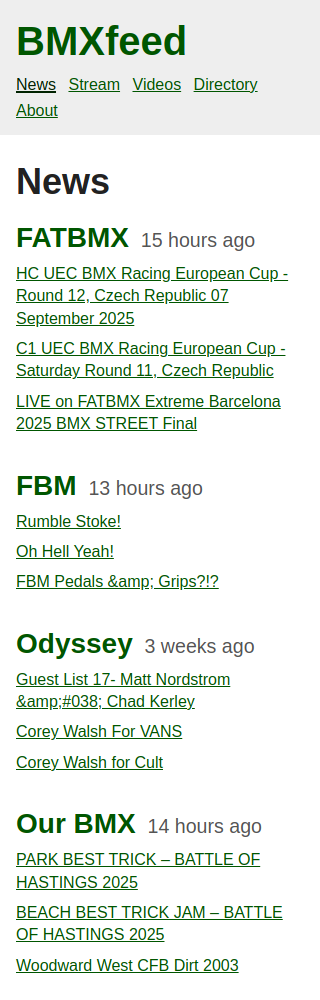 BMXfeed
News Stream Videos Directory
About
News
FATBMX 15 hours ago
HC UEC BMX Racing European Cup -
Round 12, Czech Republic 07
September 2025
C1 UEC BMX Racing European Cup -
Saturday Round 11, Czech Republic
LIVE on FATBMX Extreme Barcelona
2025 BMX STREET Final
FBM 13 hours ago
Rumble Stoke!
Oh Hell Yeah!
FBM Pedals &amp; Grips?!?
Odyssey 3 weeks ago
Guest List 17- Matt Nordstrom
&amp;#038; Chad Kerley
Corey Walsh For VANS
Corey Walsh for Cult
Our BMX 14 hours ago
PARK BEST TRICK – BATTLE OF
HASTINGS 2025
BEACH BEST TRICK JAM – BATTLE
OF HASTINGS 2025
Woodward West CFB Dirt 2003